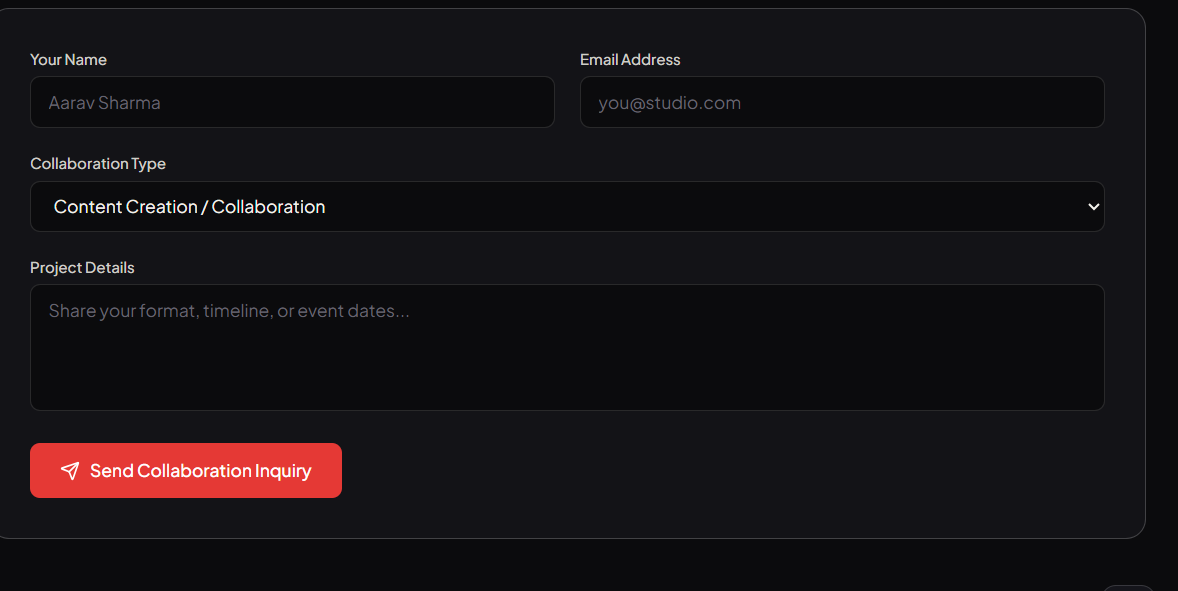 Your Name
Email Address
Aarav Sharma
you@studio.com
Collaboration Type
Content Creation / Collaboration
Project Details
Share your format, timeline, or event dates...
Send Collaboration Inquiry